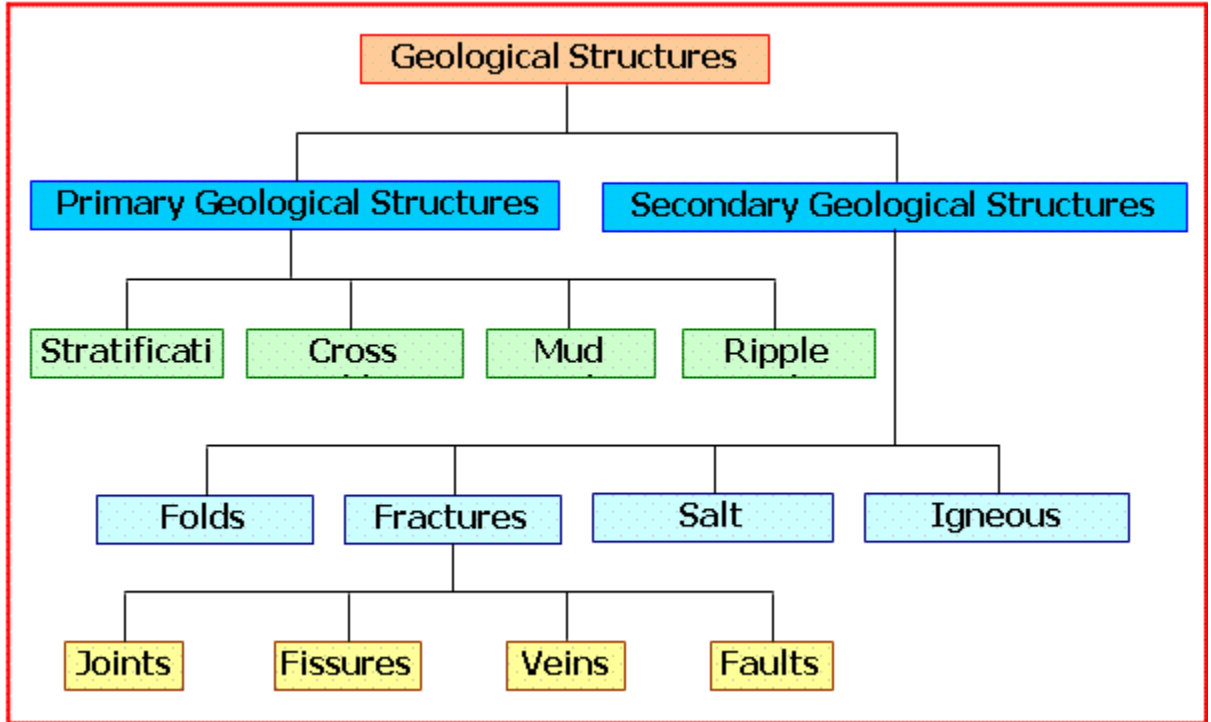 Geological Structures
Primary Geological Structures
Secondary Geological Structures
Stratificati
Cross
Mud
Ripple
Folds
Fractures
Salt
Igneous
Joints
Fissures
Veins
Faults